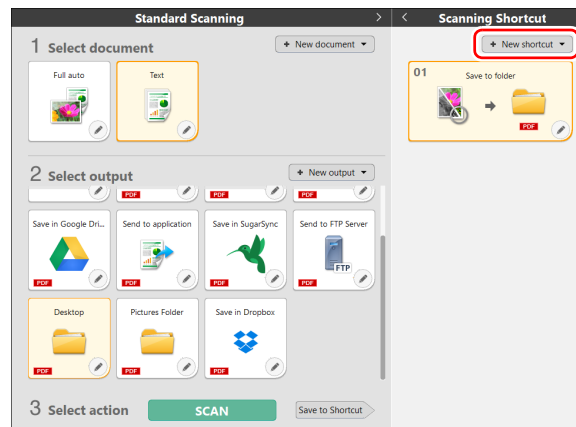 Standard Scanning >
< Scanning Shortcut
1 Select document
+ New document
Full auto
Text
2 Select output
+ New output
PDF
PDF
PDF
PDF
Save in Google Dri...
Send to application
Save in SugarSync
Send to FTP Server
FTP
PDF
PDF
PDF
PDF
Desktop
Pictures Folder
Save in Dropbox
PDF
PDF
PDF
3 Select action
SCAN
Save to Shortcut
+ New shortcut
01
Save to folder
PDF